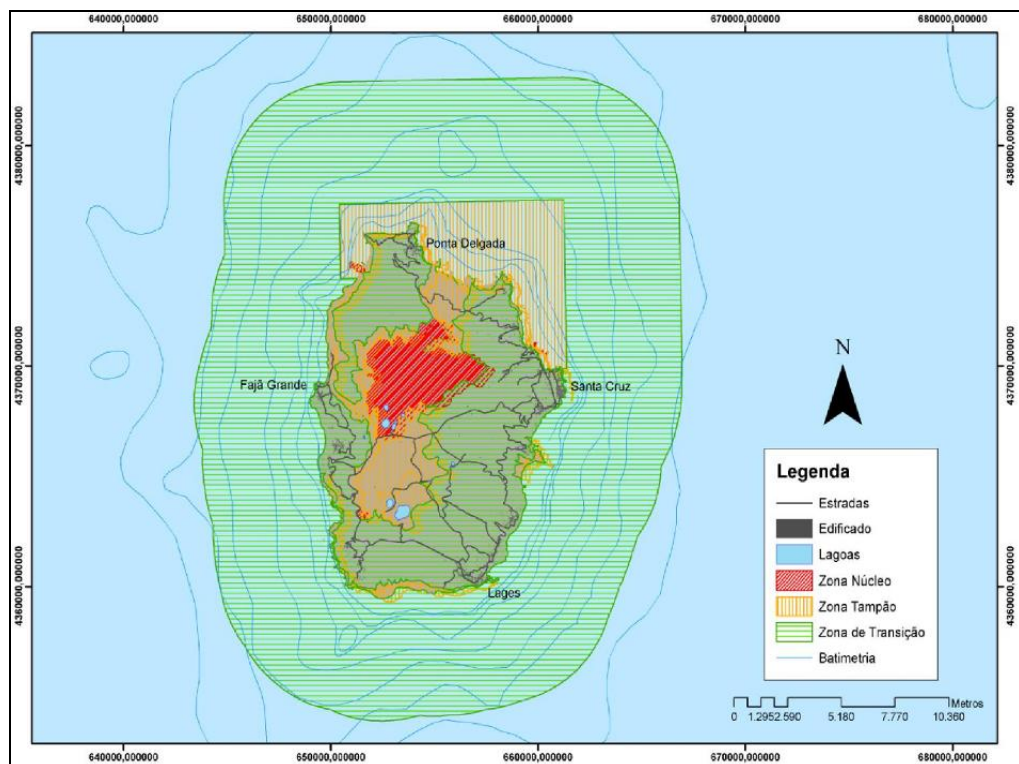 640000,000000 650000,000000 660000,000000 670000,000000 680000,000000
4380000,000000 4380000,000000
Ponta Delgada
4370000,000000 4370000,000000
Fajã Grande Santa Cruz
N
Legenda
Estradas
Edificado
Lagoas
Zona Núcleo
Zona Tampão
Zona de Transição
Batimetria
4360000,000000 4360000,000000
Lages
Metros
0 1.295 2.590 5.180 7.770 10.360
640000,000000 650000,000000 660000,000000 670000,000000 680000,000000